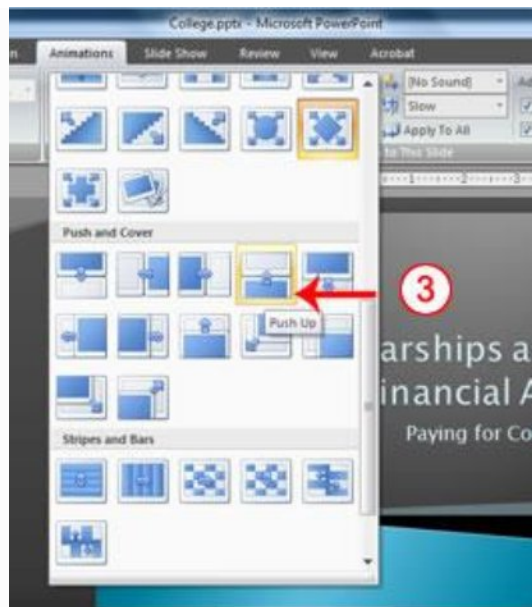 College.pptx - Microsoft PowerPoint
Animations Slide Show Review View Acrobat
[No Sound]
Slow
Apply To All
to This Slide
Push and Cover
3
Push Up
Stripes and Bars
arships a
inancial A
Paying for Co